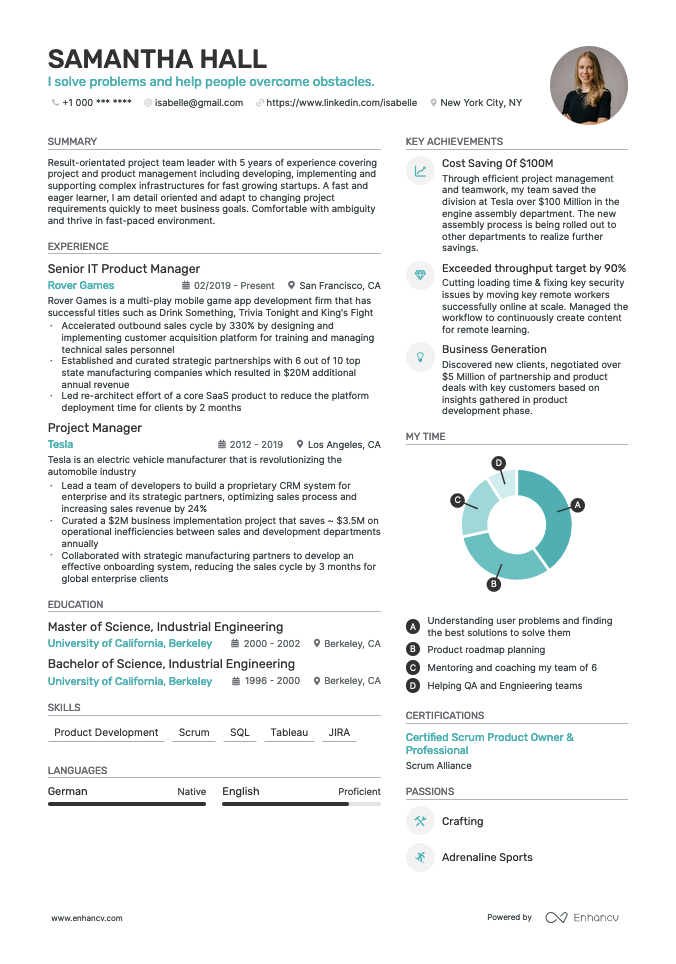 SAMANTHA HALL
I solve problems and help people overcome obstacles.
+1 000 *** **** isabelle@gmail.com https://www.linkedin.com/isabelle New York City, NY
SUMMARY
Result-orientated project team leader with 5 years of experience covering
project and product management including developing, implementing and
supporting complex infrastructures for fast growing startups. A fast and
eager learner, I am detail oriented and adapt to changing project
requirements quickly to meet business goals. Comfortable with ambiguity
and thrive in fast-paced environment.
EXPERIENCE
Senior IT Product Manager
Rover Games 02/2019 - Present San Francisco, CA
Rover Games is a multi-play mobile game app development firm that has
successful titles such as Drink Something, Trivia Tonight and King's Fight
· Accelerated outbound sales cycle by 330% by designing and
implementing customer acquisition platform for training and managing
technical sales personnel
· Established and curated strategic partnerships with 6 out of 10 top
state manufacturing companies which resulted in $20M additional
annual revenue
· Led re-architect effort of a core SaaS product to reduce the platform
deployment time for clients by 2 months
Project Manager
Tesla 2012 - 2019 Los Angeles, CA
Tesla is an electric vehicle manufacturer that is revolutionizing the
automobile industry
· Lead a team of developers to build a proprietary CRM system for
enterprise and its strategic partners, optimizing sales process and
increasing sales revenue by 24%
· Curated a $2M business implementation project that saves ~ $3.5M on
operational inefficiencies between sales and development departments
annually
· Collaborated with strategic manufacturing partners to develop an
effective onboarding system, reducing the sales cycle by 3 months for
global enterprise clients
EDUCATION
Master of Science, Industrial Engineering
University of California, Berkeley 2000 - 2002 Berkeley, CA
Bachelor of Science, Industrial Engineering
University of California, Berkeley 1996 - 2000 Berkeley, CA
SKILLS
Product Development Scrum SQL Tableau JIRA
LANGUAGES
German Native English Proficient
KEY ACHIEVEMENTS
Cost Saving Of $100M
Through efficient project management
and teamwork, my team saved the
division at Tesla over $100 Million in the
engine assembly department. The new
assembly process is being rolled out to
other departments to realize further
savings.
Exceeded throughput target by 90%
Cutting loading time & fixing key security
issues by moving key remote workers
successfully online at scale. Managed the
workflow to continuously create content
for remote learning.
Business Generation
Discovered new clients, negotiated over
$5 Million of partnership and product
deals with key customers based on
insights gathered in product
development phase.
MY TIME
D
C
A
B
A Understanding user problems and finding
the best solutions to solve them
B Product roadmap planning
C Mentoring and coaching my team of 6
D Helping QA and Engnieering teams
CERTIFICATIONS
Certified Scrum Product Owner &
Professional
Scrum Alliance
PASSIONS
Crafting
Adrenaline Sports
www.enhancv.com Powered by Enhancv